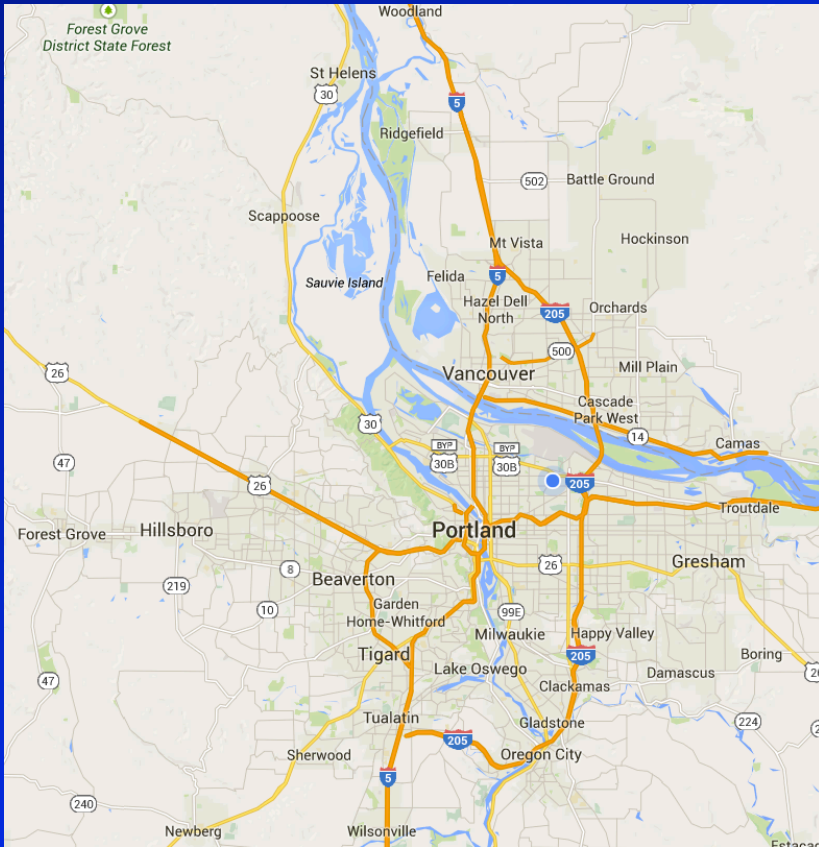 Woodland
Forest Grove
District State Forest
St Helens
30
5
Ridgefield
502
Battle Ground
Scappoose
Hockinson
Mt Vista
Felida
5
Sauvie Island
Hazel Dell
North
205
Orchards
500
26
Vancouver
Mill Plain
Cascade
Park West
30
14
Camas
BYP
30B
BYP
30B
47
26
205
Troutdale
Forest Grove
Hillsboro
Portland
8
26
Gresham
Beaverton
219
10
Garden
Home-Whitford
99E
Milwaukie
Happy Valley
Tigard
205
Boring
Lake Oswego
Damascus
47
Clackamas
Tualatin
Gladstone
224
205
Sherwood
Oregon City
5
240
Newberg
Wilsonville